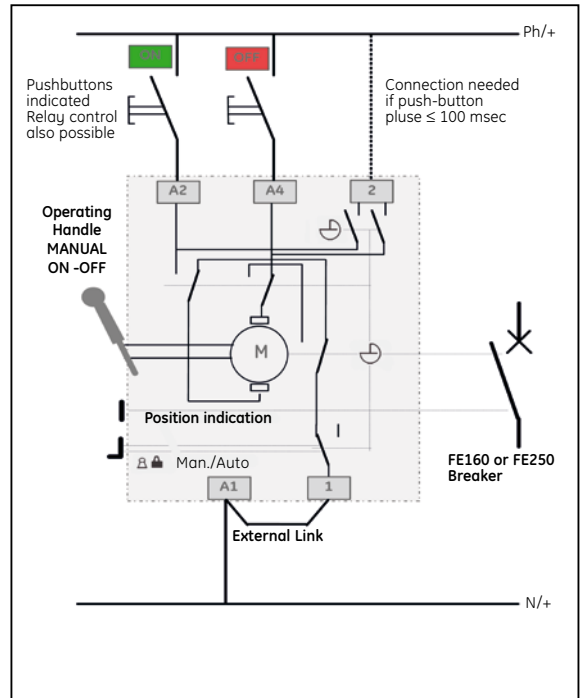 Ph/+
ON
OFF
Pushbuttons
indicated
Relay control
also possible
Connection needed
if push-button
pluse ≤ 100 msec
A2
A4
2
Operating
Handle
MANUAL
ON -OFF
M
Position indication
I
Man./Auto
FE160 or FE250
Breaker
A1
1
External Link
N/+